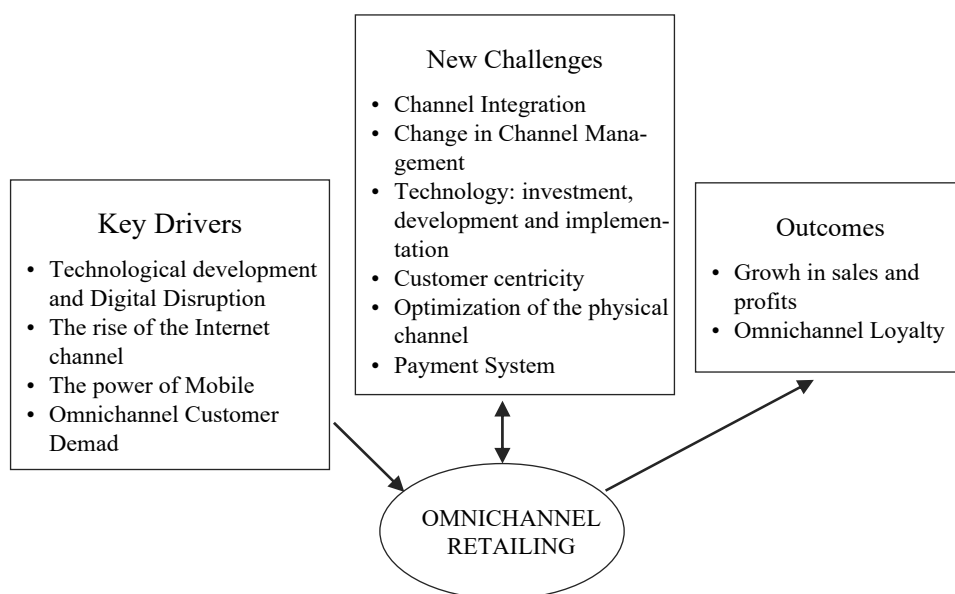 New Challenges
• Channel Integration
• Change in Channel Mana-
gement
• Technology: investment,
development and implemen-
tation
• Customer centricity
• Optimization of the physical
channel
• Payment System
Key Drivers
• Technological development
and Digital Disruption
• The rise of the Internet
channel
• The power of Mobile
• Omnichannel Customer
Demad
Outcomes
• Growh in sales and
profits
• Omnichannel Loyalty
OMNICHANNEL
RETAILING